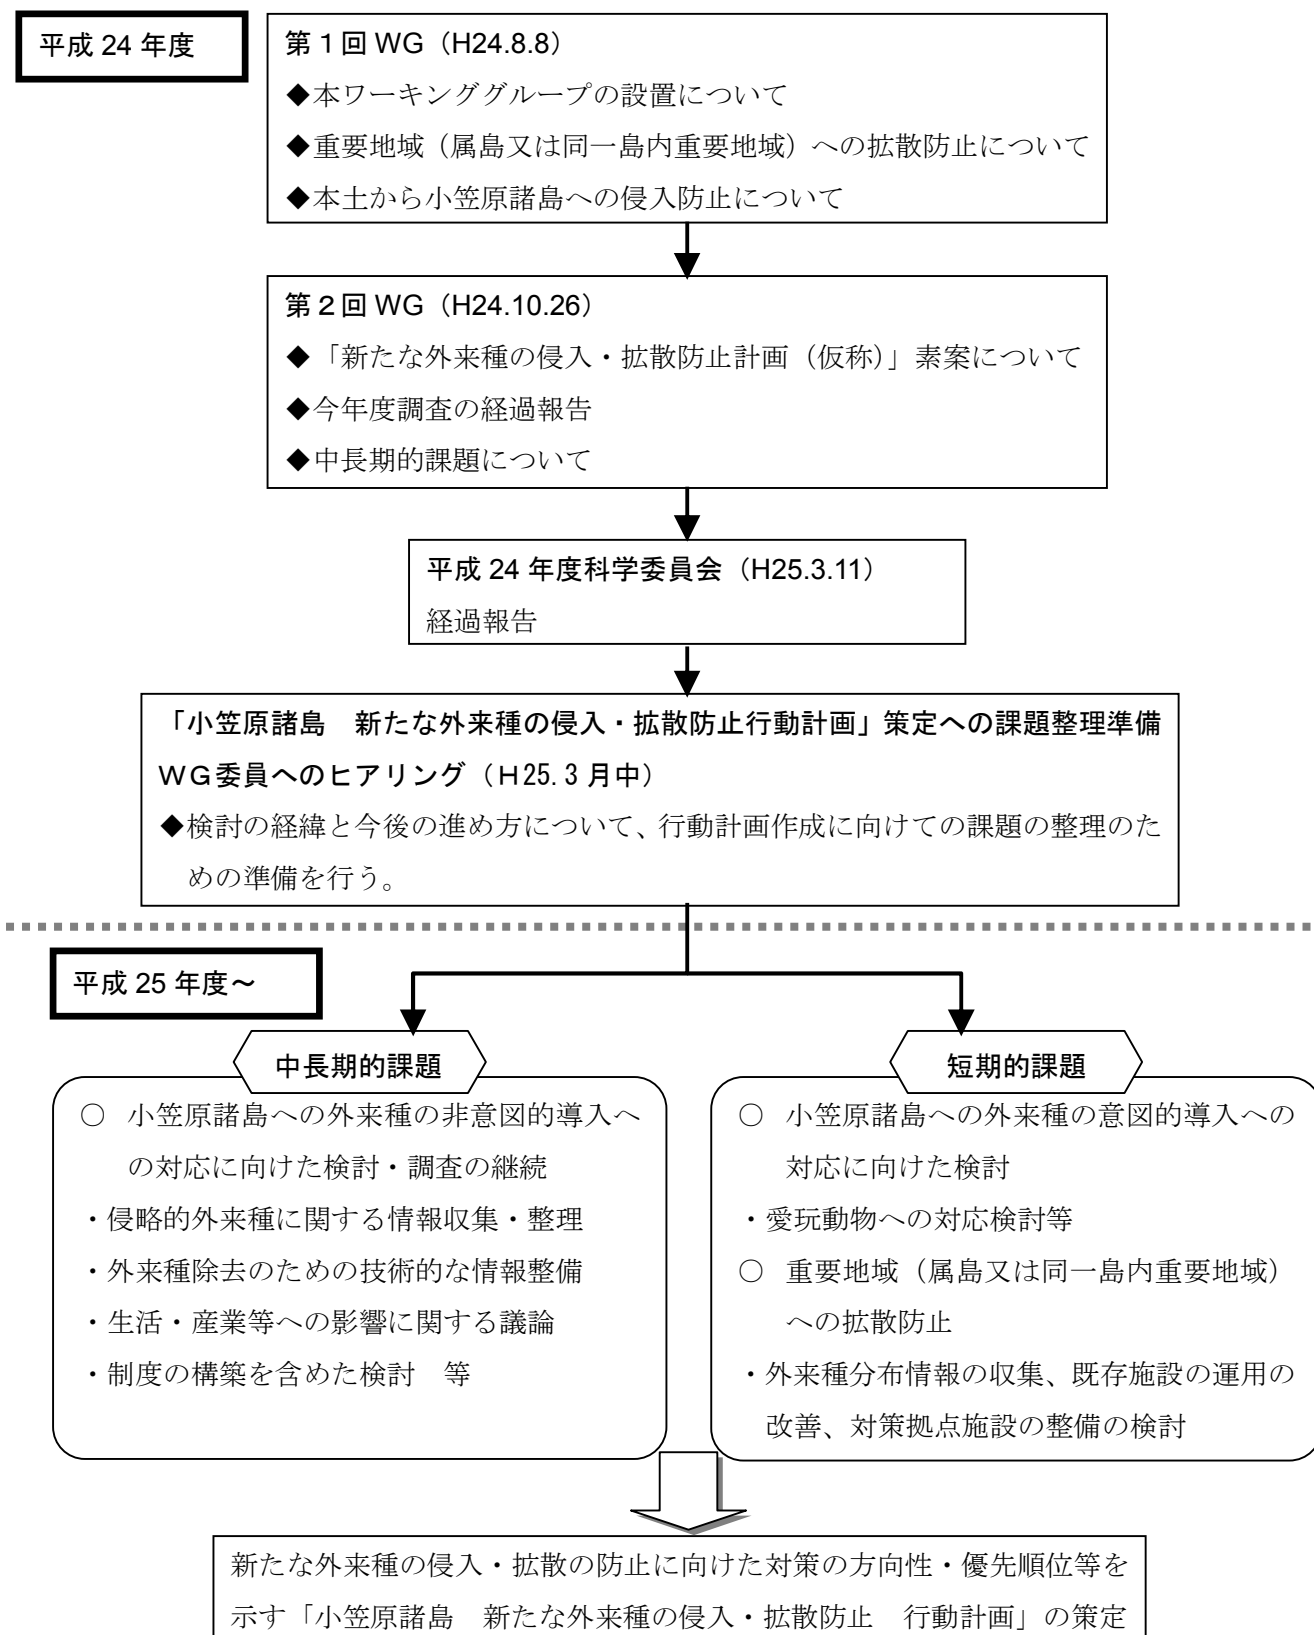 平成 24 年度
第１回 WG（H24.8.8）
◆本ワーキンググループの設置について
◆重要地域（属島又は同一島内重要地域）への拡散防止について
◆本土から小笠原諸島への侵入防止について
第２回 WG（H24.10.26）
◆「新たな外来種の侵入・拡散防止計画（仮称）」素案について
◆今年度調査の経過報告
◆中長期的課題について
平成 24 年度科学委員会（H25.3.11）
経過報告
「小笠原諸島　新たな外来種の侵入・拡散防止行動計画」策定への課題整理準備
ＷＧ委員へのヒアリング（Ｈ25.3 月中）
◆検討の経緯と今後の進め方について、行動計画作成に向けての課題の整理のた
めの準備を行う。
平成 25 年度～
中長期的課題
○　小笠原諸島への外来種の非意図的導入へ
の対応に向けた検討・調査の継続
・侵略的外来種に関する情報収集・整理
・外来種除去のための技術的な情報整備
・生活・産業等への影響に関する議論
・制度の構築を含めた検討　等
短期的課題
○　小笠原諸島への外来種の意図的導入への
対応に向けた検討
・愛玩動物への対応検討等
○　重要地域（属島又は同一島内重要地域）
への拡散防止
・外来種分布情報の収集、既存施設の運用の
改善、対策拠点施設の整備の検討
新たな外来種の侵入・拡散の防止に向けた対策の方向性・優先順位等を
示す「小笠原諸島　新たな外来種の侵入・拡散防止　行動計画」の策定